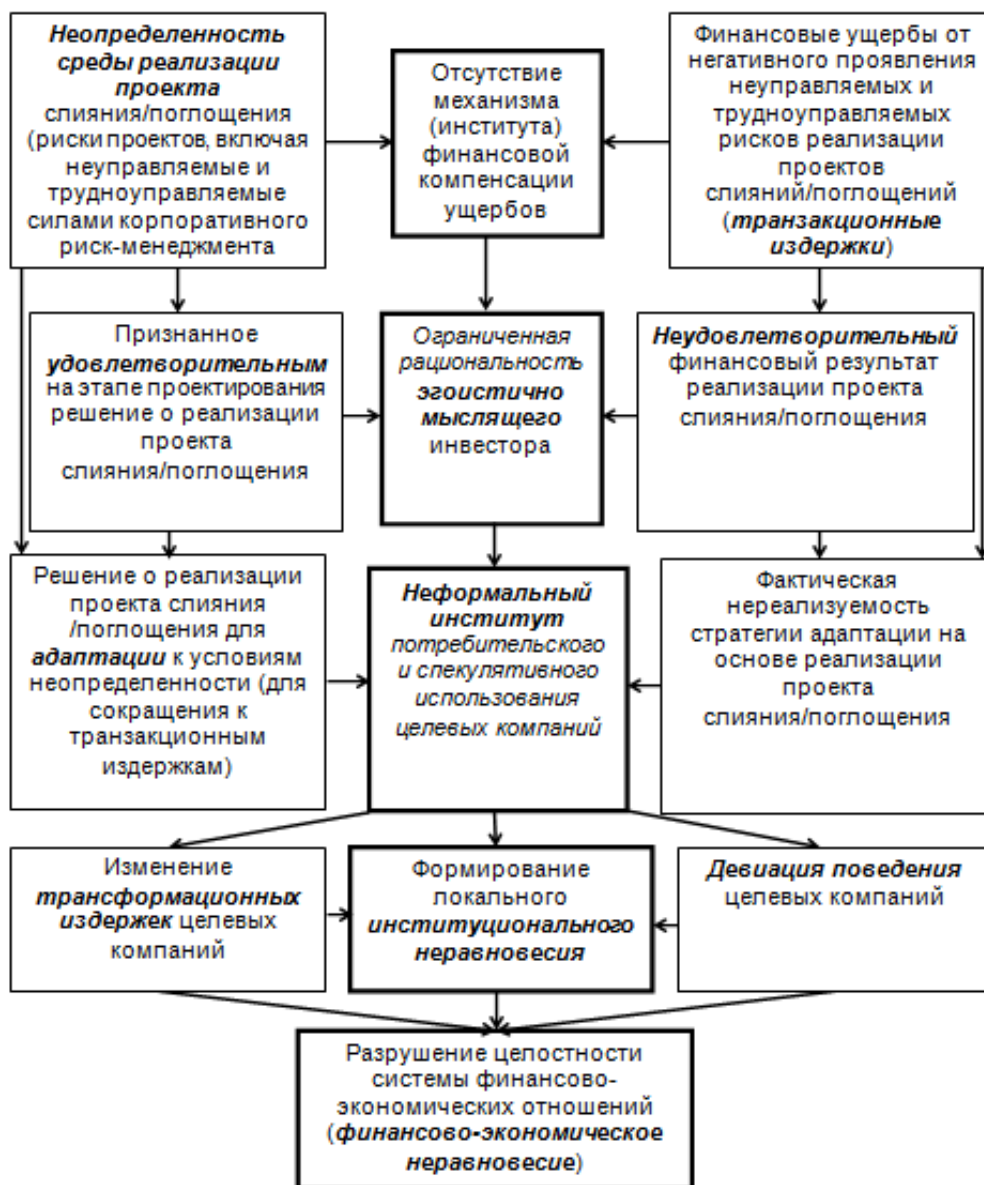 Неопределенность
среды реализации
проекта
слияния/поглощения
(риски проектов, включая
неуправляемые и
трудноуправляемые
силами корпоративного
риск-менеджмента
Отсутствие
механизма
(института)
финансовой
компенсации
ущербов
Финансовые ущербы от
негативного проявления
неуправляемых и
трудноуправляемых
рисков реализации
проектов
слияний/поглощений
(транзакционные
издержки)
Признанное
удовлетворительным
на этапе проектирования
решение о реализации
проекта
слияния/поглощения
Ограниченная
рациональность
эгоистично
мыслящего
инвестора
Неудовлетворительный
финансовый результат
реализации проекта
слияния/поглощения
Решение о реализации
проекта слияния
/поглощения для
адаптации к условиям
неопределенности (для
сокращения к
транзакционным
издержкам)
Неформальный
институт
потребительского
и спекулятивного
использования
целевых компаний
Фактическая
нереализуемость
стратегии адаптации на
основе реализации
проекта
слияния/поглощения
Изменение
трансформационных
издержек целевых
компаний
Формирование
локального
институционального
неравновесия
Девиация поведения
целевых компаний
Разрушение целостности
системы финансово-
экономических отношений
(финансово-экономическое
неравновесие)